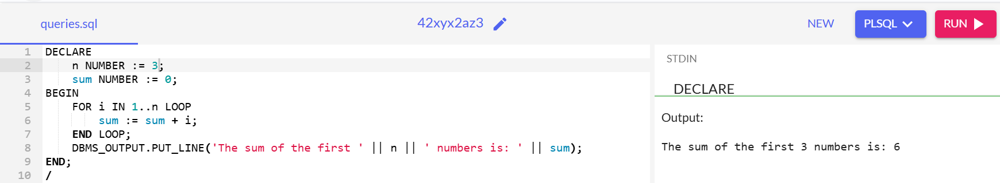 queries.sql
42xyx2az3
NEW
PLSQL
RUN
1 DECLARE
2 n NUMBER := 3;
3 sum NUMBER := 0;
4 BEGIN
5 FOR i IN 1..n LOOP
6 sum := sum + i;
7 END LOOP;
8 DBMS_OUTPUT.PUT_LINE('The sum of the first ' || n || ' numbers is: ' || sum);
9 END;
10 /
STDIN
DECLARE
Output:
The sum of the first 3 numbers is: 6